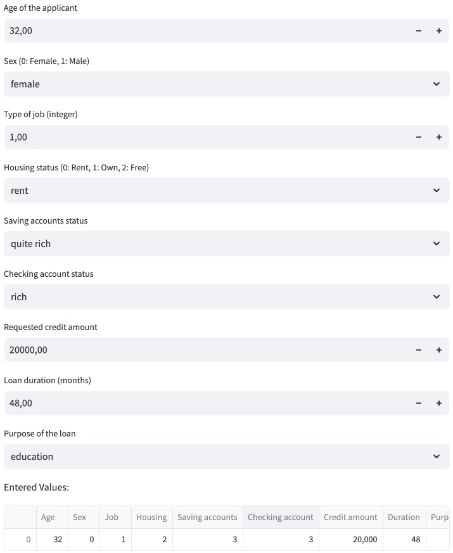 Age of the applicant
32,00
− +
Sex (0: Female, 1: Male)
female
Type of job (integer)
1,00
− +
Housing status (0: Rent, 1: Own, 2: Free)
rent
Saving accounts status
quite rich
Checking account status
rich
Requested credit amount
20000,00
− +
Loan duration (months)
48,00
− +
Purpose of the loan
education
Entered Values:
Age Sex Job Housing Saving accounts Checking account Credit amount Duration Purp
0 32 0 1 2 3 3 20,000 48